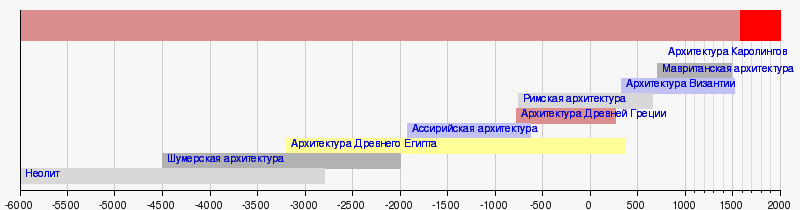 Архитектура Каролингов
Мавританская архитектура
Архитектура Византии
Римская архитектура
Архитектура Древней Греции
Ассирийская архитектура
Архитектура Древнего Египта
Шумерская архитектура
Неолит
-6000 -5500 -5000 -4500 -4000 -3500 -3000 -2500 -2000 -1500 -1000 -500 0 500 1000 1500 2000